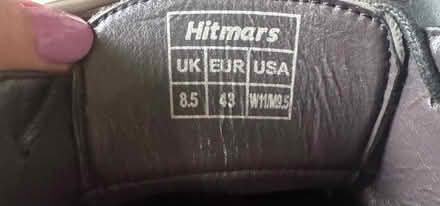 Hitmars
UK EUR USA
8.5 43 W11/M9.5